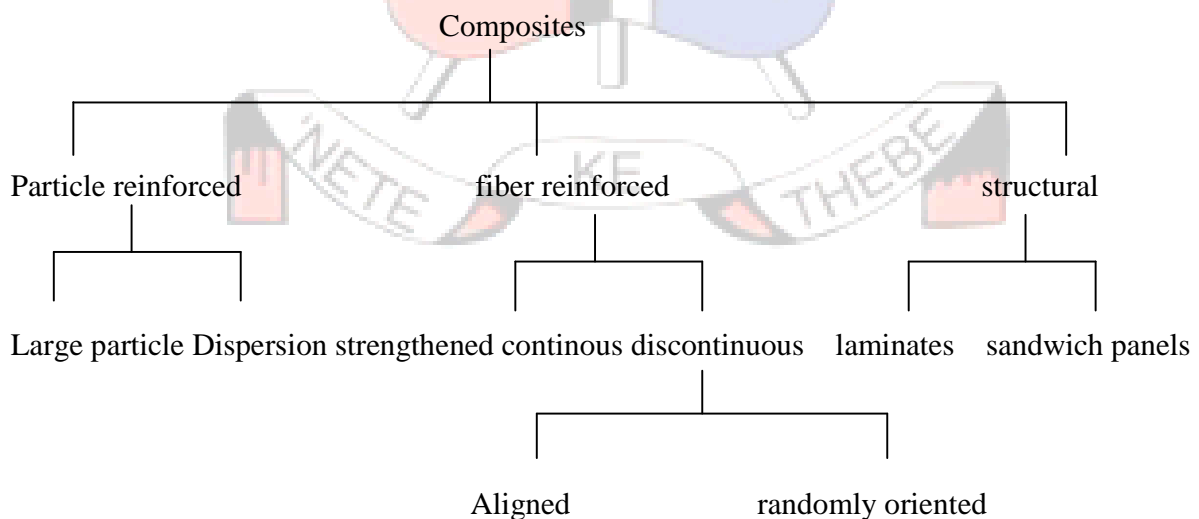 Composites
'NETE KE THEBE
Particle reinforced fiber reinforced structural
Large particle Dispersion strengthened continous discontinuous laminates sandwich panels
Aligned randomly oriented